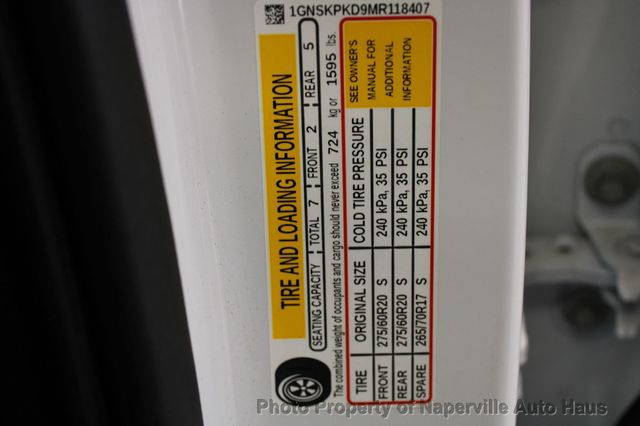 1GNSKPKD9MR118407
TIRE AND LOADING INFORMATION
SEATING CAPACITY TOTAL 7 FRONT 2 REAR 5
The combined weight of occupants and cargo should never exceed 724 kg or 1595 lbs.
TIRE ORIGINAL SIZE COLD TIRE PRESSURE SEE OWNER'S
FRONT 275/60R20 S 240 kPa, 35 PSI MANUAL FOR
REAR 275/60R20 S 240 kPa, 35 PSI ADDITIONAL
SPARE 265/70R17 S 240 kPa, 35 PSI INFORMATION
Photo Property of Naperville Auto Haus